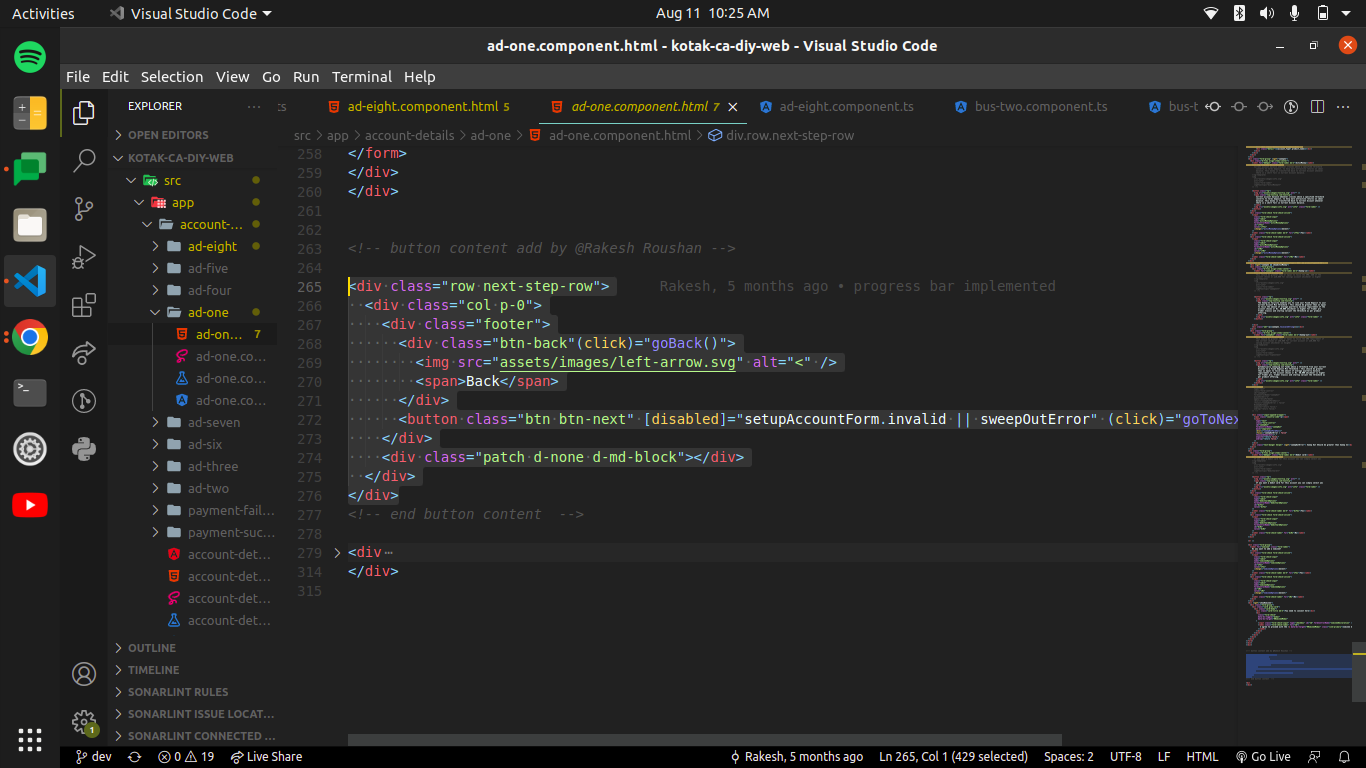 Activities
Visual Studio Code
Aug 11 10:25 AM
ad-one.component.html - kotak-ca-diy-web - Visual Studio Code
File Edit Selection View Go Run Terminal Help
EXPLORER
OPEN EDITORS
KOTAK-CA-DIY-WEB
src
app
account-...
ad-eight
ad-five
ad-four
ad-one
ad-on... 7
ad-one.co...
ad-one.co...
ad-one.co...
ad-seven
ad-six
ad-three
ad-two
payment-fail...
payment-suc...
account-det...
account-det...
account-det...
account-det...
OUTLINE
TIMELINE
SONARLINT RULES
SONARLINT ISSUE LOCAT...
SONARLINT CONNECTED ...
1
ts ad-eight.component.html 5 ad-one.component.html 7 ad-eight.component.ts bus-two.component.ts bus-t
src > app > account-details > ad-one > ad-one.component.html > div.row.next-step-row
258 </form>
259 </div>
260 </div>
261
262
263 <!-- button content add by @Rakesh Roushan -->
264
265 <div class="row next-step-row"> Rakesh, 5 months ago • progress bar implemented
266 <div class="col p-0">
267 <div class="footer">
268 <div class="btn-back"(click)="goBack()">
269 <img src="assets/images/left-arrow.svg" alt="<" />
270 <span>Back</span>
271 </div>
272 <button class="btn btn-next" [disabled]="setupAccountForm.invalid || sweepOutError" (click)="goToNex
273 </div>
274 <div class="patch d-none d-md-block"></div>
275 </div>
276 </div>
277 <!-- end button content -->
278
279 <div…
314 </div>
315
dev 0 19 Live Share Rakesh, 5 months ago Ln 265, Col 1 (429 selected) Spaces: 2 UTF-8 LF HTML Go Live